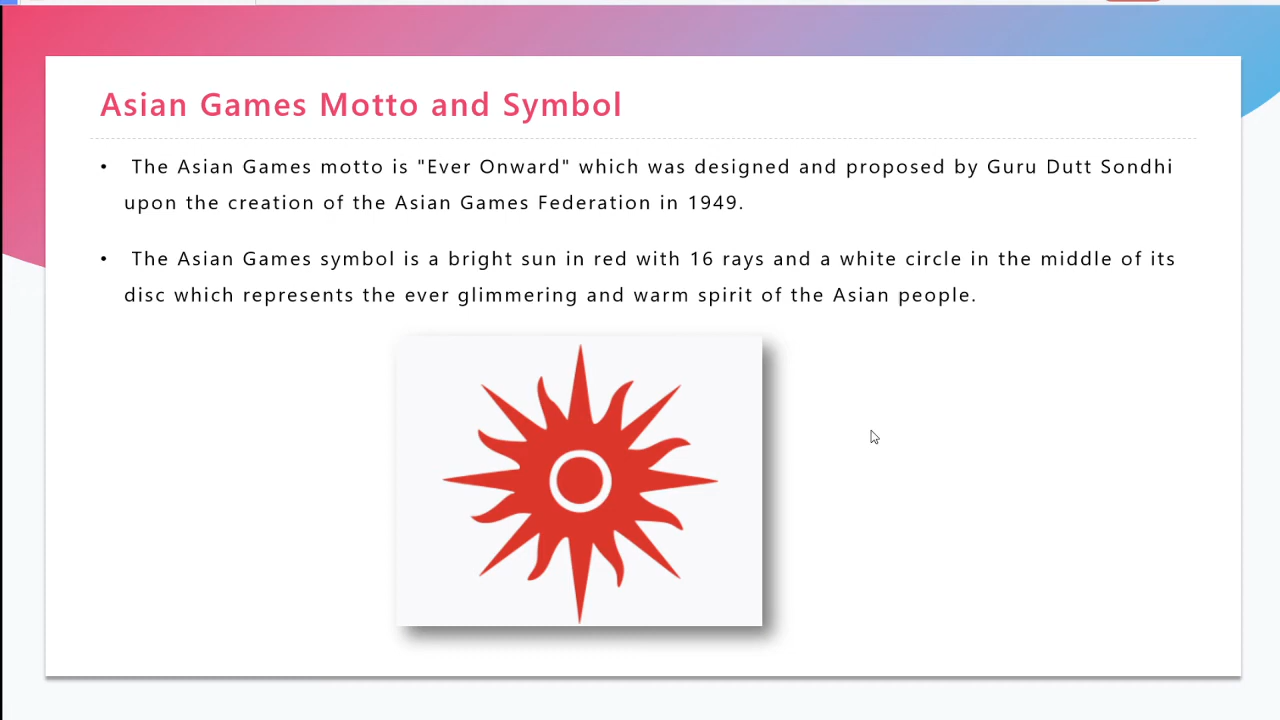 Asian Games Motto and Symbol
• The Asian Games motto is "Ever Onward" which was designed and proposed by Guru Dutt Sondhi
upon the creation of the Asian Games Federation in 1949.
• The Asian Games symbol is a bright sun in red with 16 rays and a white circle in the middle of its
disc which represents the ever glimmering and warm spirit of the Asian people.